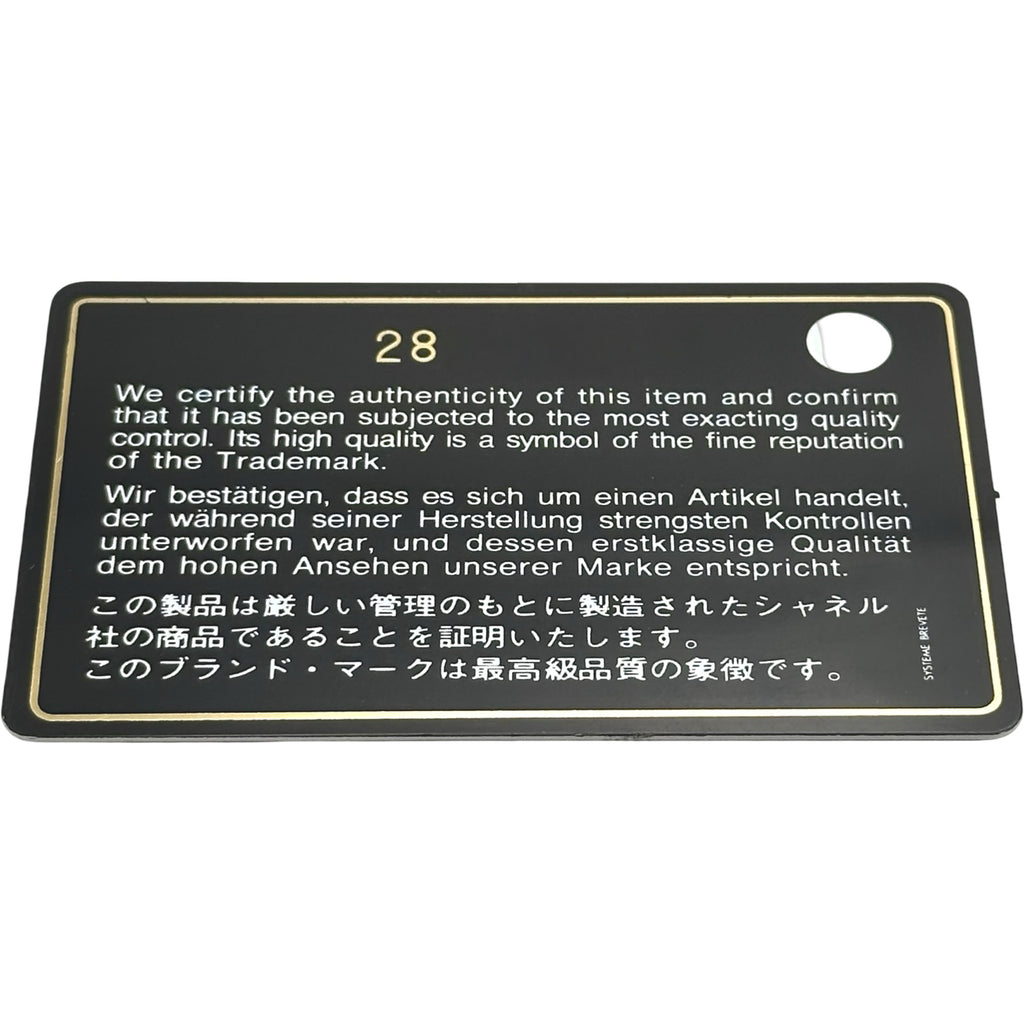 28
We certify the authenticity of this item and confirm
that it has been subjected to the most exacting quality
control. Its high quality is a symbol of the fine reputation
of the Trademark.
Wir bestätigen, dass es sich um einen Artikel handelt,
der während seiner Herstellung strengsten Kontrollen
unterworfen war, und dessen erstklassige Qualität
dem hohen Ansehen unserer Marke entspricht.
この製品は厳しい管理のもとに製造されたシャネル
社の商品であることを証明いたします。
このブランド・マークは最高級品質の象徴です。
SYSTEME BREVETE